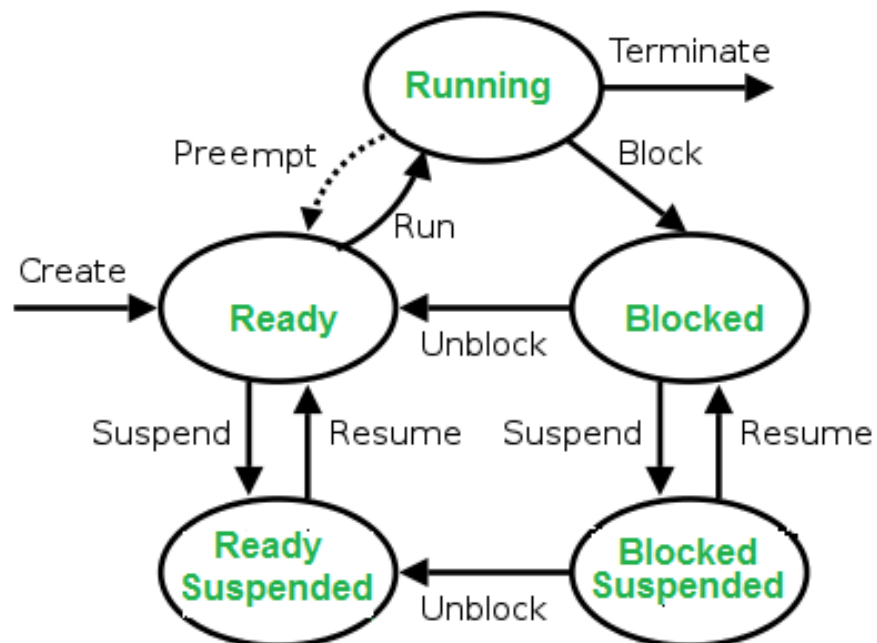 Terminate
Running
Preempt
Block
Run
Create
Ready
Blocked
Unblock
Suspend
Resume
Suspend
Resume
Ready
Suspended
Blocked
Suspended
Unblock